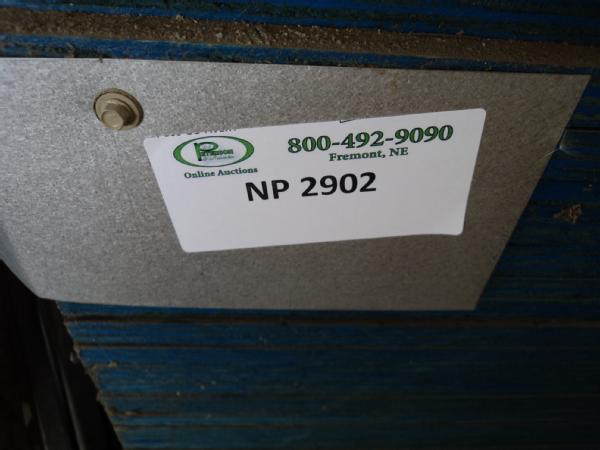 800-492-9090
Fremont, NE
Online Auctions
NP 2902